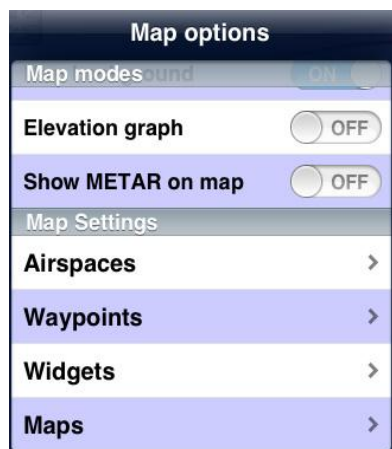 Map options
Map modes
ON
Elevation graph OFF
Show METAR on map OFF
Map Settings
Airspaces
Waypoints
Widgets
Maps